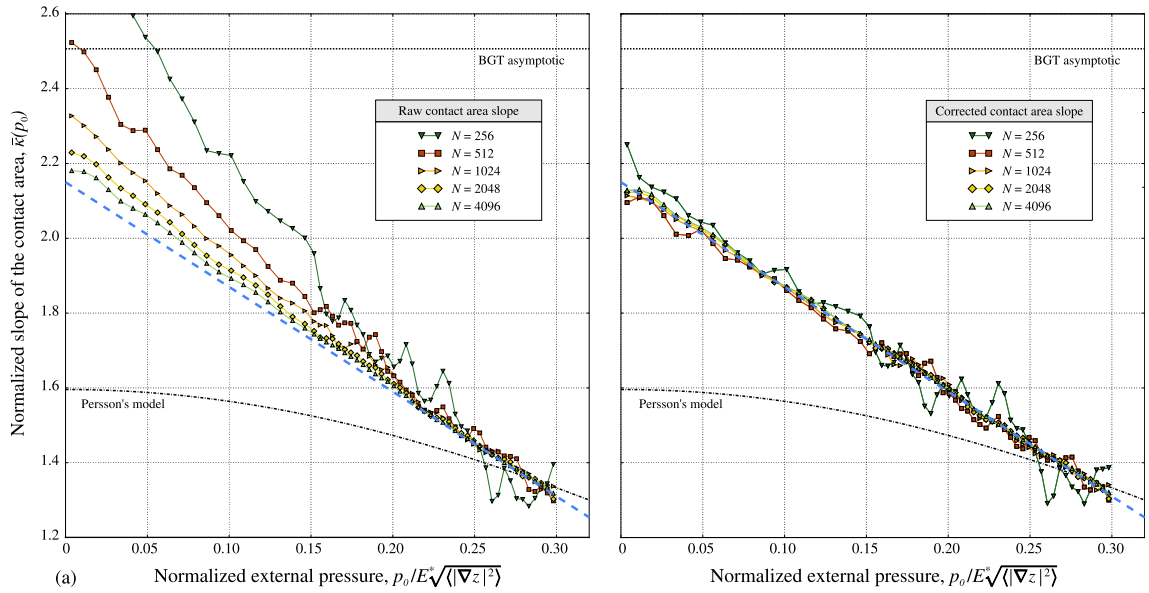 Normalized slope of the contact area, κ̄(p₀)
2.6
2.4
2.2
2.0
1.8
1.6
1.4
1.2
BGT asymptotic
Raw contact area slope
N = 256
N = 512
N = 1024
N = 2048
N = 4096
Persson's model
0 0.05 0.10 0.15 0.20 0.25 0.30
(a) Normalized external pressure, p₀/E*√⟨|∇z|²⟩
BGT asymptotic
Corrected contact area slope
N = 256
N = 512
N = 1024
N = 2048
N = 4096
Persson's model
0 0.05 0.10 0.15 0.20 0.25 0.30
Normalized external pressure, p₀/E*√⟨|∇z|²⟩